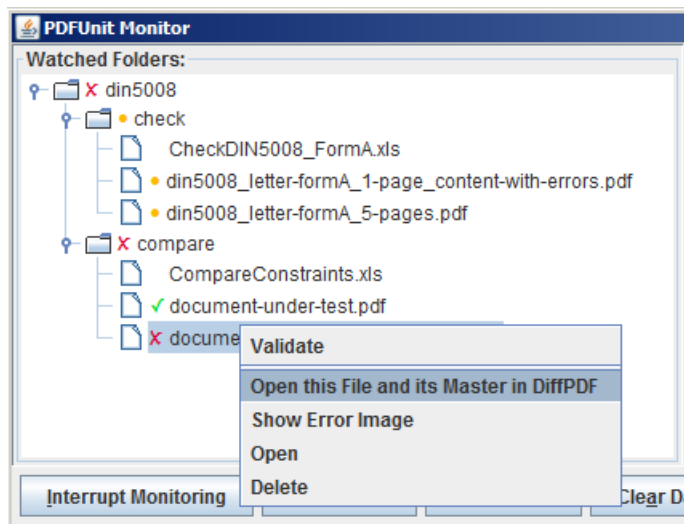 PDFUnit Monitor
Watched Folders:
din5008
check
CheckDIN5008_FormA.xls
din5008_letter-formA_1-page_content-with-errors.pdf
din5008_letter-formA_5-pages.pdf
compare
CompareConstraints.xls
document-under-test.pdf
Validate
Open this File and its Master in DiffPDF
Show Error Image
Open
Delete
Interrupt Monitoring
Clear